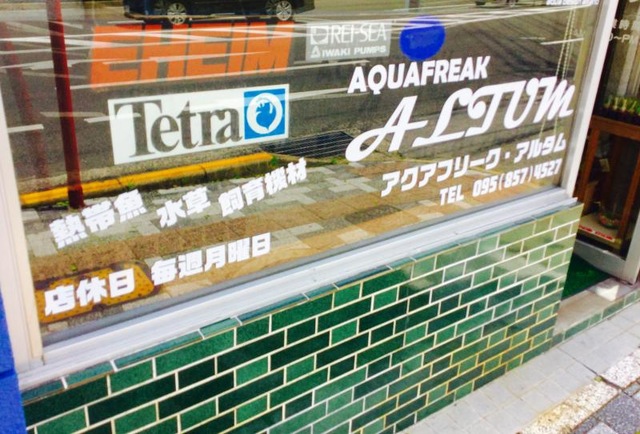 EHEIM
REI-SEA
IWAKI PUMPS
Tetra
AQUAFREAK
ALTUM
アクアフリーク・アルタム
TEL 095(857)4527
熱帯魚 水草 飼育機材
店休日 毎週月曜日